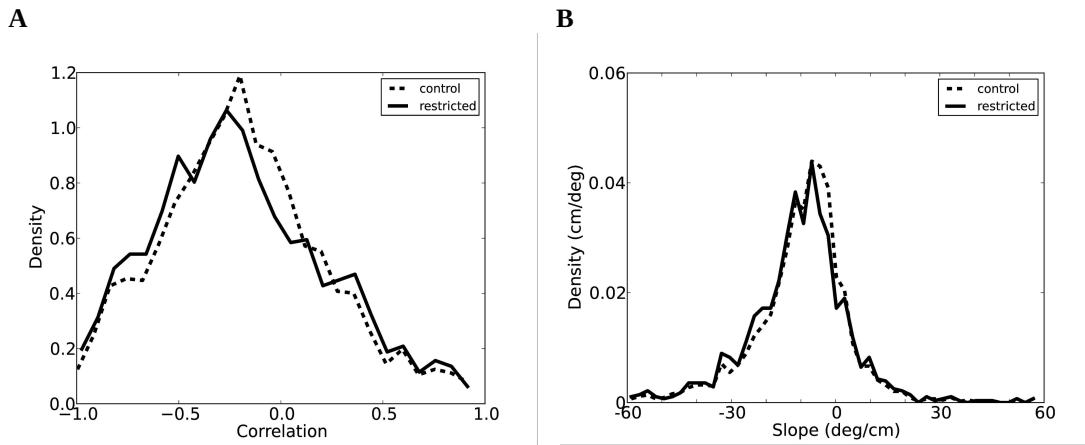 A
1.2
1.0
0.8
0.6
0.4
0.2
0.0
Density
−1.0
−0.5
0.0
0.5
1.0
Correlation
control
restricted
B
0.06
0.04
0.02
0
Density (cm/deg)
-60
-30
0
30
60
Slope (deg/cm)
control
restricted